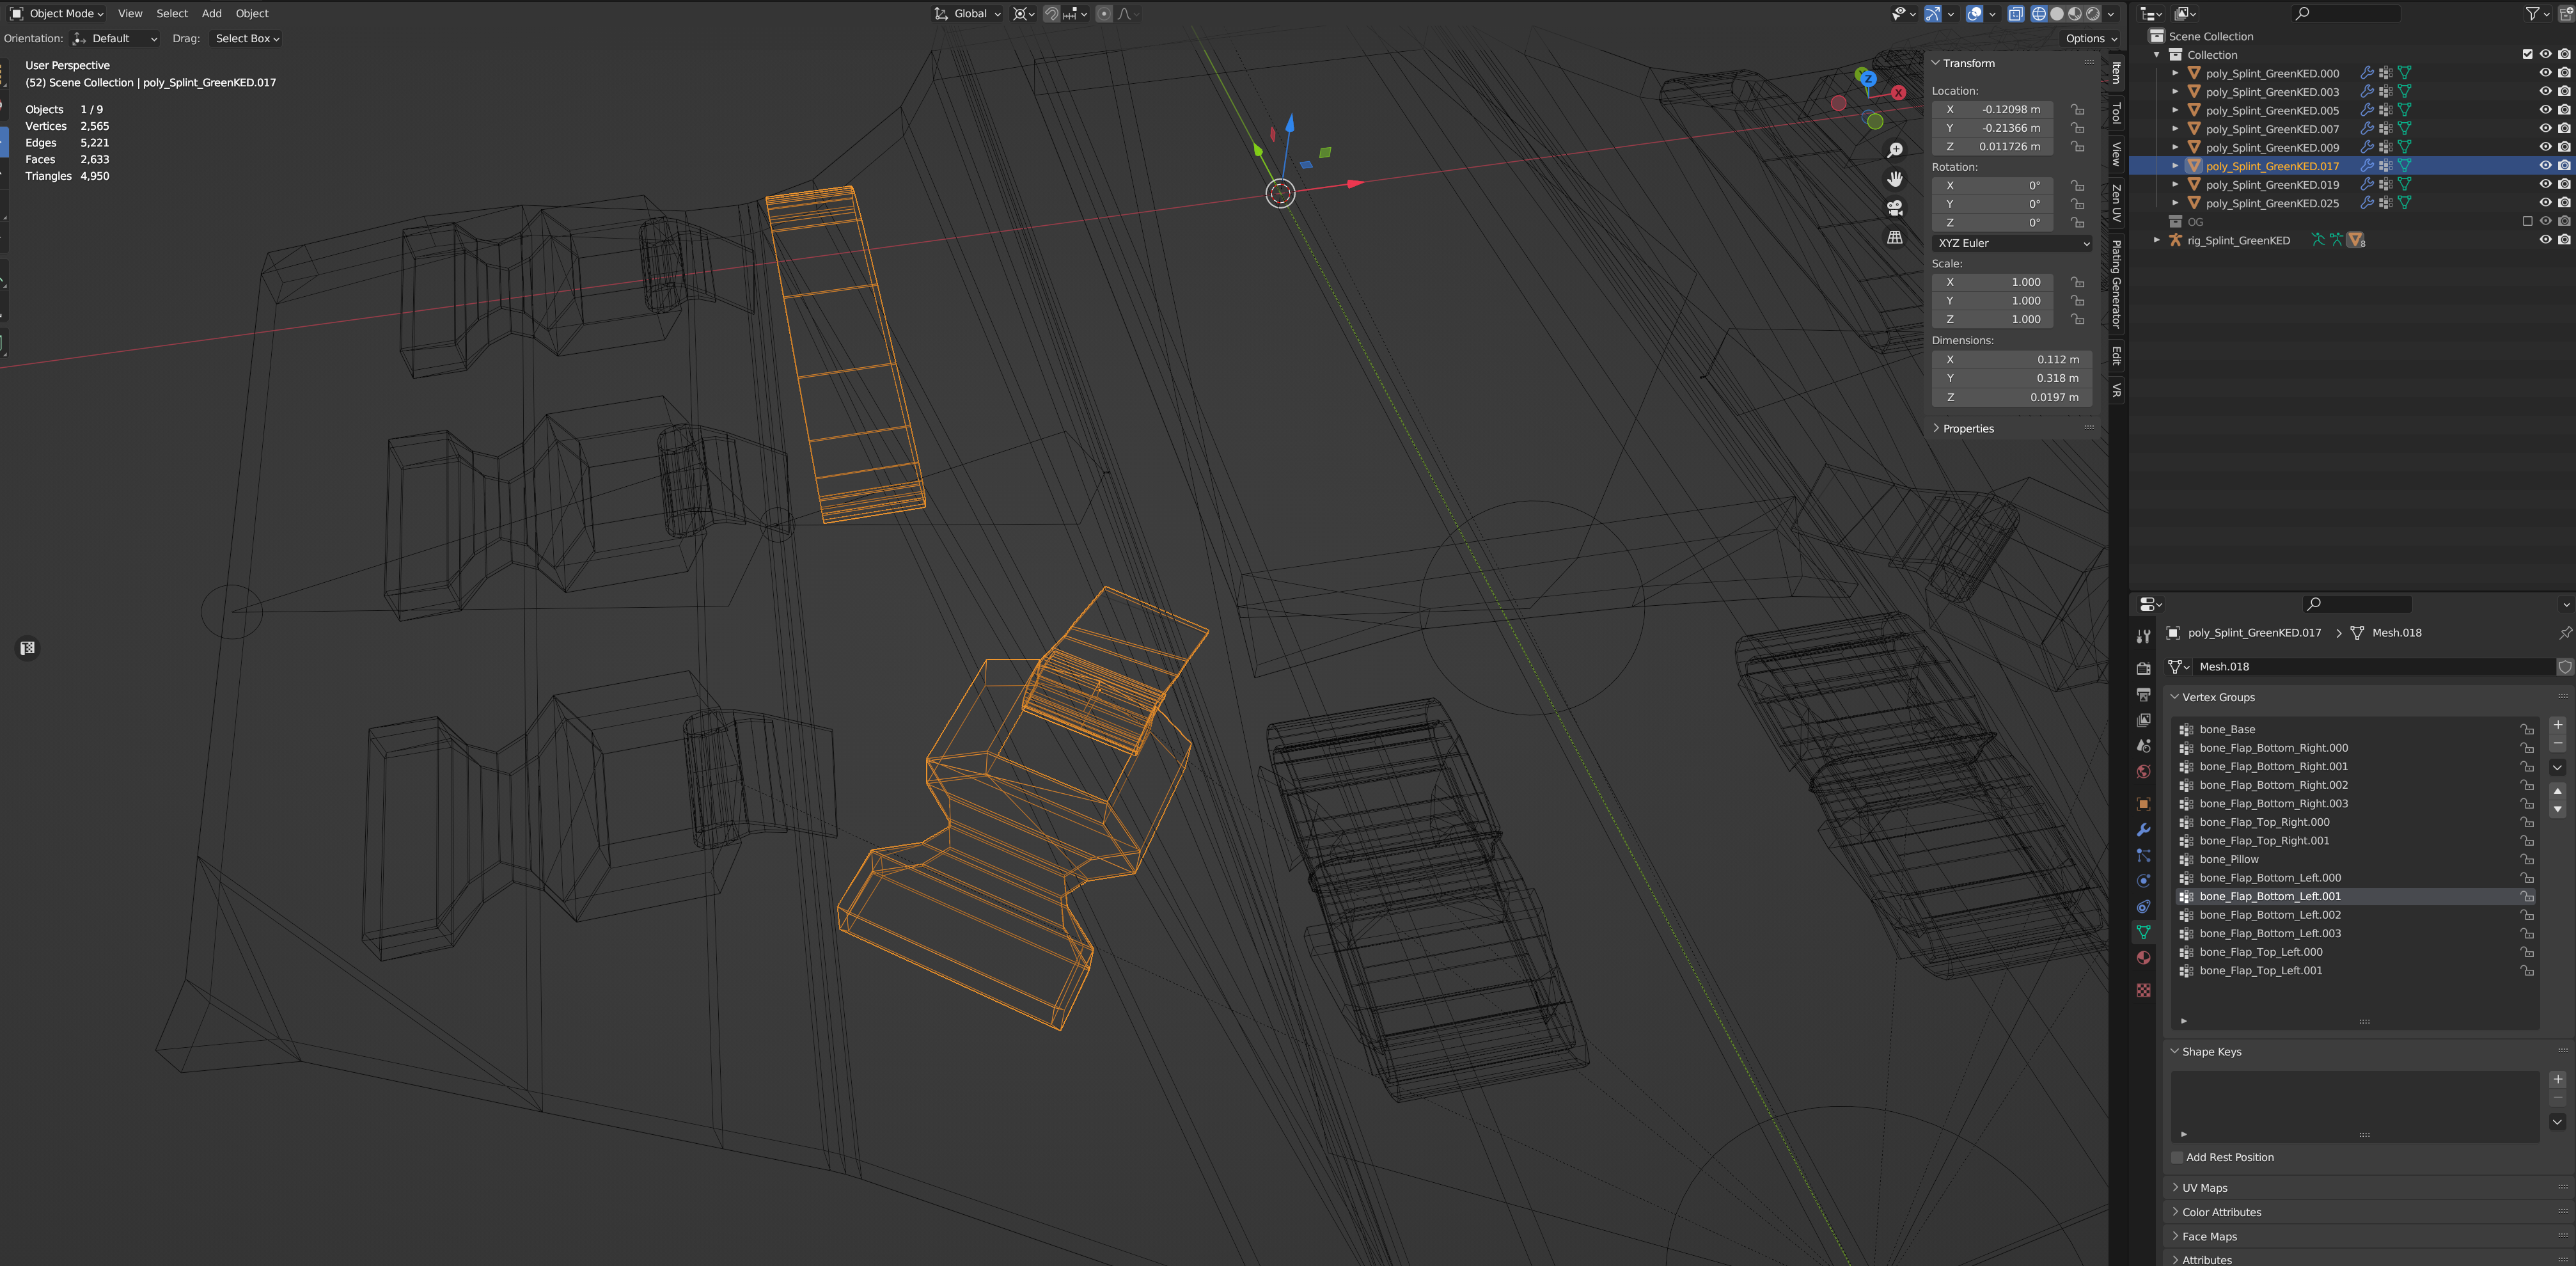 Object Mode View Select Add Object Global
Orientation: Default Drag: Select Box Options
User Perspective
(52) Scene Collection | poly_Splint_GreenKED.017
Objects 1 / 9
Vertices 2,565
Edges 5,221
Faces 2,633
Triangles 4,950
Z
X
Transform
Location:
X -0.12098 m
Y -0.21366 m
Z 0.011726 m
Rotation:
X 0°
Y 0°
Z 0°
XYZ Euler
Scale:
X 1.000
Y 1.000
Z 1.000
Dimensions:
X 0.112 m
Y 0.318 m
Z 0.0197 m
Properties
Item
Tool
View
Zen UV
Plating Generator
Edit
VR
Scene Collection
Collection
poly_Splint_GreenKED.000
poly_Splint_GreenKED.003
poly_Splint_GreenKED.005
poly_Splint_GreenKED.007
poly_Splint_GreenKED.009
poly_Splint_GreenKED.017
poly_Splint_GreenKED.019
poly_Splint_GreenKED.025
OG
rig_Splint_GreenKED 8
poly_Splint_GreenKED.017 Mesh.018
Mesh.018
Vertex Groups
bone_Base
bone_Flap_Bottom_Right.000
bone_Flap_Bottom_Right.001
bone_Flap_Bottom_Right.002
bone_Flap_Bottom_Right.003
bone_Flap_Top_Right.000
bone_Flap_Top_Right.001
bone_Pillow
bone_Flap_Bottom_Left.000
bone_Flap_Bottom_Left.001
bone_Flap_Bottom_Left.002
bone_Flap_Bottom_Left.003
bone_Flap_Top_Left.000
bone_Flap_Top_Left.001
Shape Keys
Add Rest Position
UV Maps
Color Attributes
Face Maps
Attributes